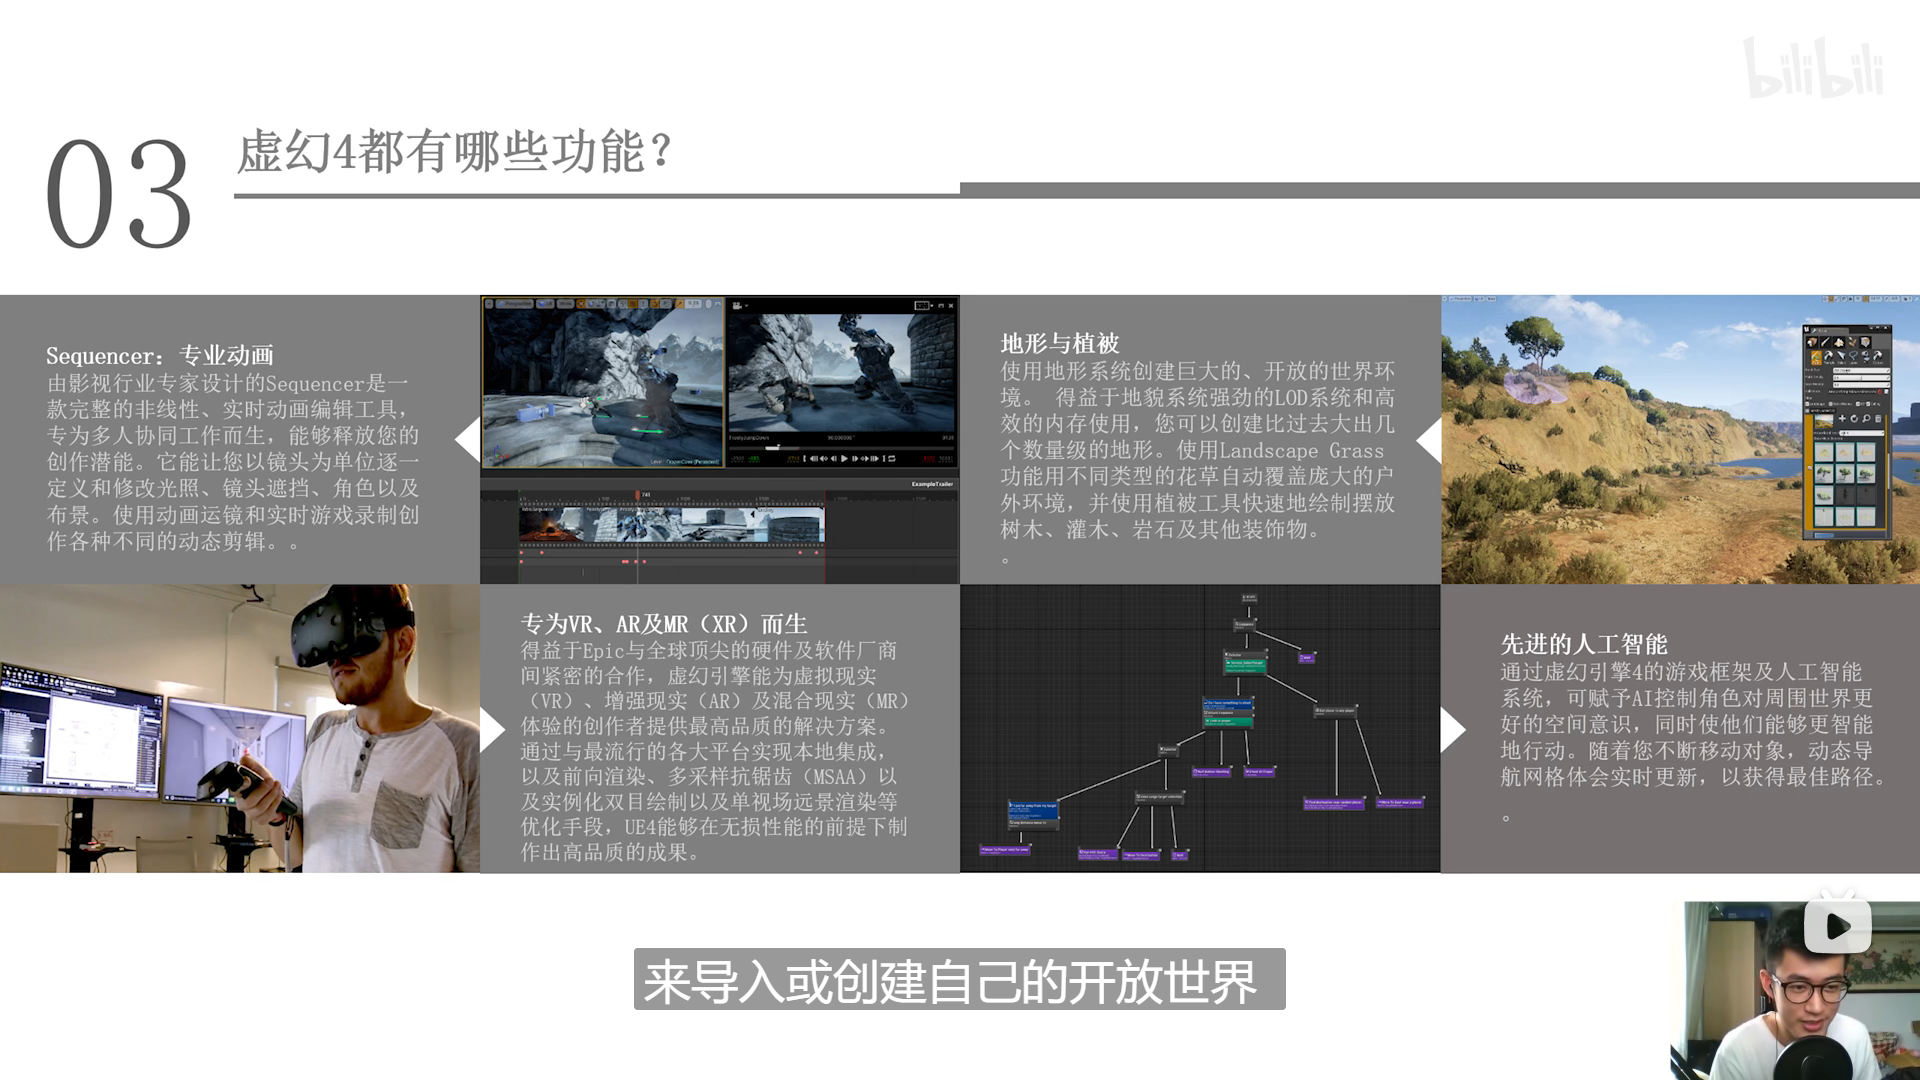 bilibili
03
虚幻4都有哪些功能?
Sequencer: 专业动画
由影视行业专家设计的Sequencer是一
款完整的非线性、实时动画编辑工具，
专为多人协同工作而生，能够释放您的
创作潜能。它能让您以镜头为单位逐一
定义和修改光照、镜头遮挡、角色以及
布景。使用动画运镜和实时游戏录制创
作各种不同的动态剪辑。。
ExampleTrailer
地形与植被
使用地形系统创建巨大的、开放的世界环
境。 得益于地貌系统强劲的LOD系统和高
效的内存使用，您可以创建比过去大出几
个数量级的地形。使用Landscape Grass
功能用不同类型的花草自动覆盖庞大的户
外环境，并使用植被工具快速地绘制摆放
树木、灌木、岩石及其他装饰物。
。
专为VR、AR及MR（XR）而生
得益于Epic与全球顶尖的硬件及软件厂商
间紧密的合作，虚幻引擎能为虚拟现实
（VR）、增强现实（AR）及混合现实（MR）
体验的创作者提供最高品质的解决方案。
通过与最流行的各大平台实现本地集成，
以及前向渲染、多采样抗锯齿（MSAA）以
及实例化双目绘制以及单视场远景渲染等
优化手段，UE4能够在无损性能的前提下制
作出高品质的成果。
先进的人工智能
通过虚幻引擎4的游戏框架及人工智能
系统，可赋予AI控制角色对周围世界更
好的空间意识，同时使他们能够更智能
地行动。随着您不断移动对象，动态导
航网格体会实时更新，以获得最佳路径。
。
来导入或创建自己的开放世界